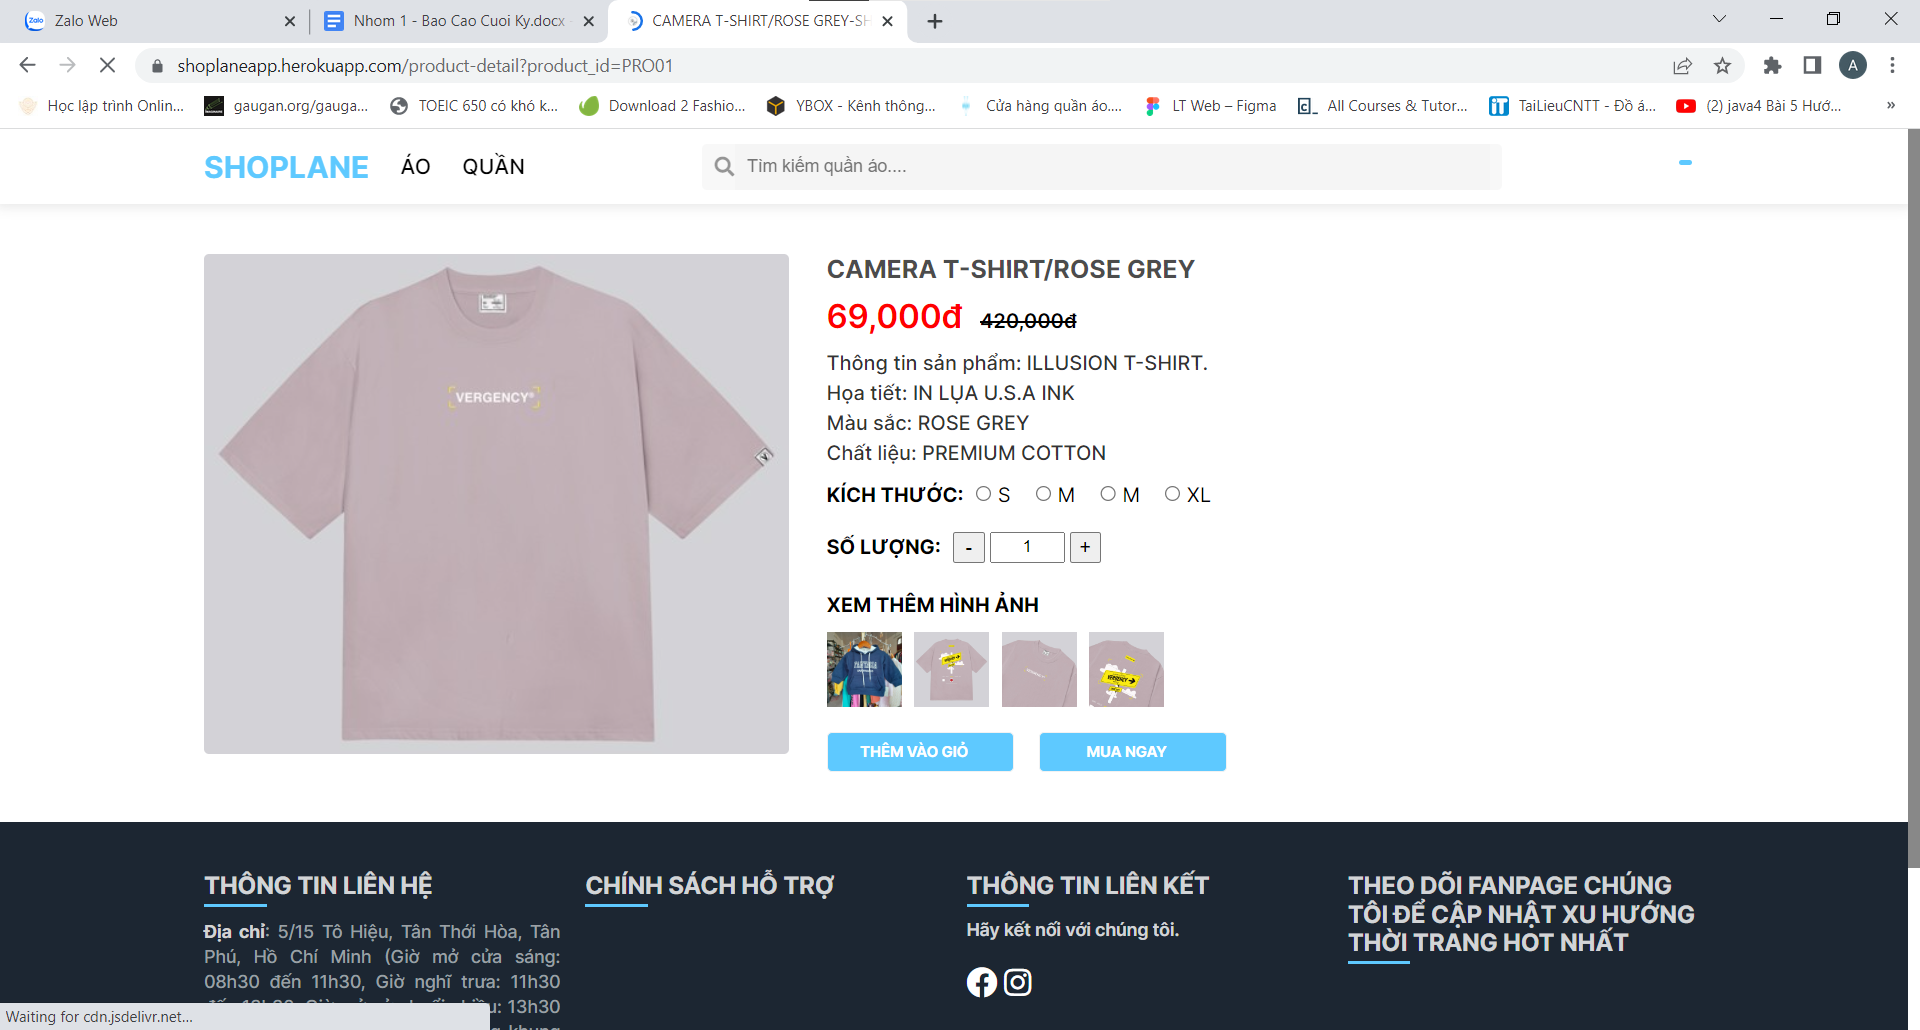 Zalo Web
Nhom 1 - Bao Cao Cuoi Ky.docx
CAMERA T-SHIRT/ROSE GREY-SH
shoplaneapp.herokuapp.com/product-detail?product_id=PRO01
A
Học lập trình Onlin...
gaugan.org/gauga...
TOEIC 650 có khó k...
Download 2 Fashio...
YBOX - Kênh thông...
Cửa hàng quần áo....
LT Web – Figma
All Courses & Tutor...
TaiLieuCNTT - Đồ á...
(2) java4 Bài 5 Hướ...
»
SHOPLANE ÁO QUẦN
Tìm kiếm quần áo....
VERGENCY®
CAMERA T-SHIRT/ROSE GREY
69,000đ 420,000đ
Thông tin sản phẩm: ILLUSION T-SHIRT.
Họa tiết: IN LỤA U.S.A INK
Màu sắc: ROSE GREY
Chất liệu: PREMIUM COTTON
KÍCH THƯỚC: S M M XL
SỐ LƯỢNG: - 1 +
XEM THÊM HÌNH ẢNH
THÊM VÀO GIỎ MUA NGAY
THÔNG TIN LIÊN HỆ
Địa chỉ: 5/15 Tô Hiệu, Tân Thới Hòa, Tân
Phú, Hồ Chí Minh (Giờ mở cửa sáng:
08h30 đến 11h30, Giờ nghĩ trưa: 11h30
13h30
CHÍNH SÁCH HỖ TRỢ
THÔNG TIN LIÊN KẾT
Hãy kết nối với chúng tôi.
THEO DÕI FANPAGE CHÚNG
TÔI ĐỂ CẬP NHẬT XU HƯỚNG
THỜI TRANG HOT NHẤT
Waiting for cdn.jsdelivr.net...